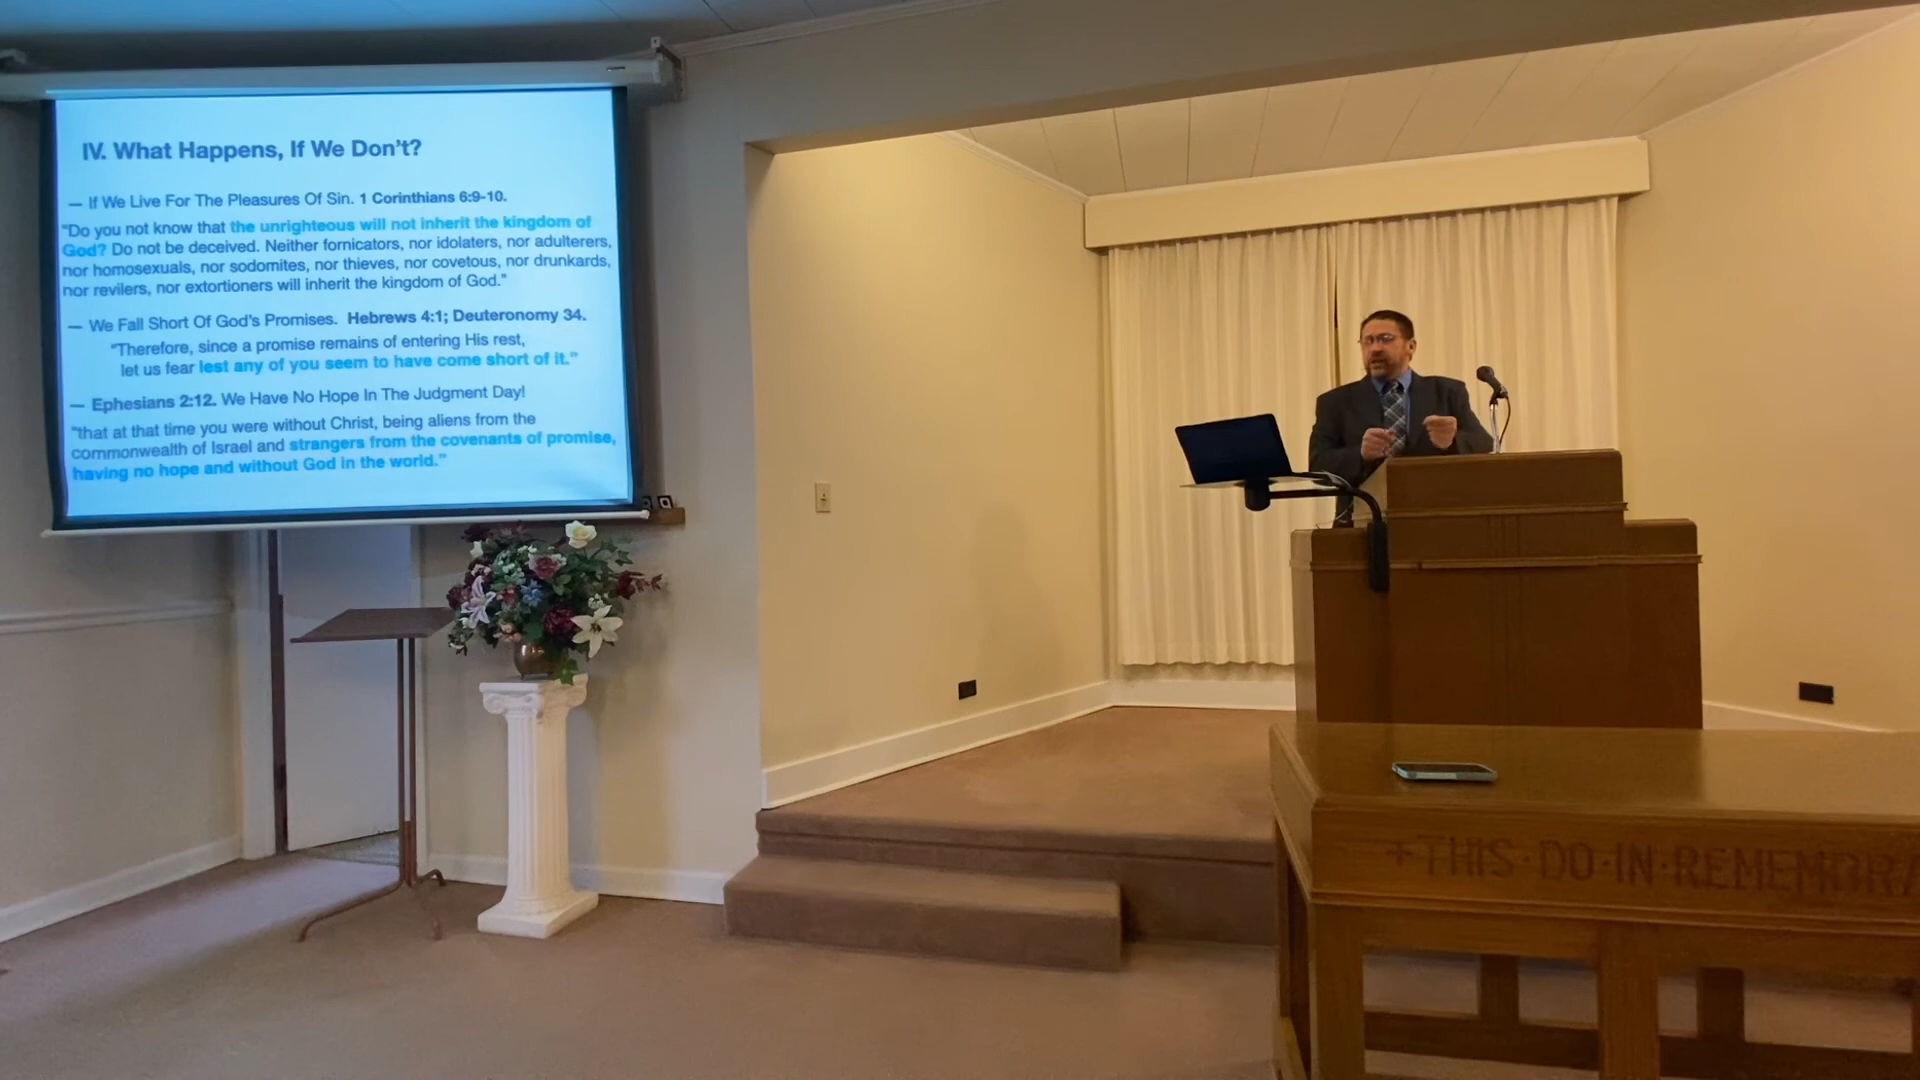 IV. What Happens, If We Don't?
— If We Live For The Pleasures Of Sin. 1 Corinthians 6:9-10.
"Do you not know that the unrighteous will not inherit the kingdom of
God? Do not be deceived. Neither fornicators, nor idolaters, nor adulterers,
nor homosexuals, nor sodomites, nor thieves, nor covetous, nor drunkards,
nor revilers, nor extortioners will inherit the kingdom of God."
— We Fall Short Of God's Promises. Hebrews 4:1; Deuteronomy 34.
"Therefore, since a promise remains of entering His rest,
let us fear lest any of you seem to have come short of it."
— Ephesians 2:12. We Have No Hope In The Judgment Day!
"that at that time you were without Christ, being aliens from the
commonwealth of Israel and strangers from the covenants of promise,
having no hope and without God in the world."
+THIS·DO·IN·REMEMBRA